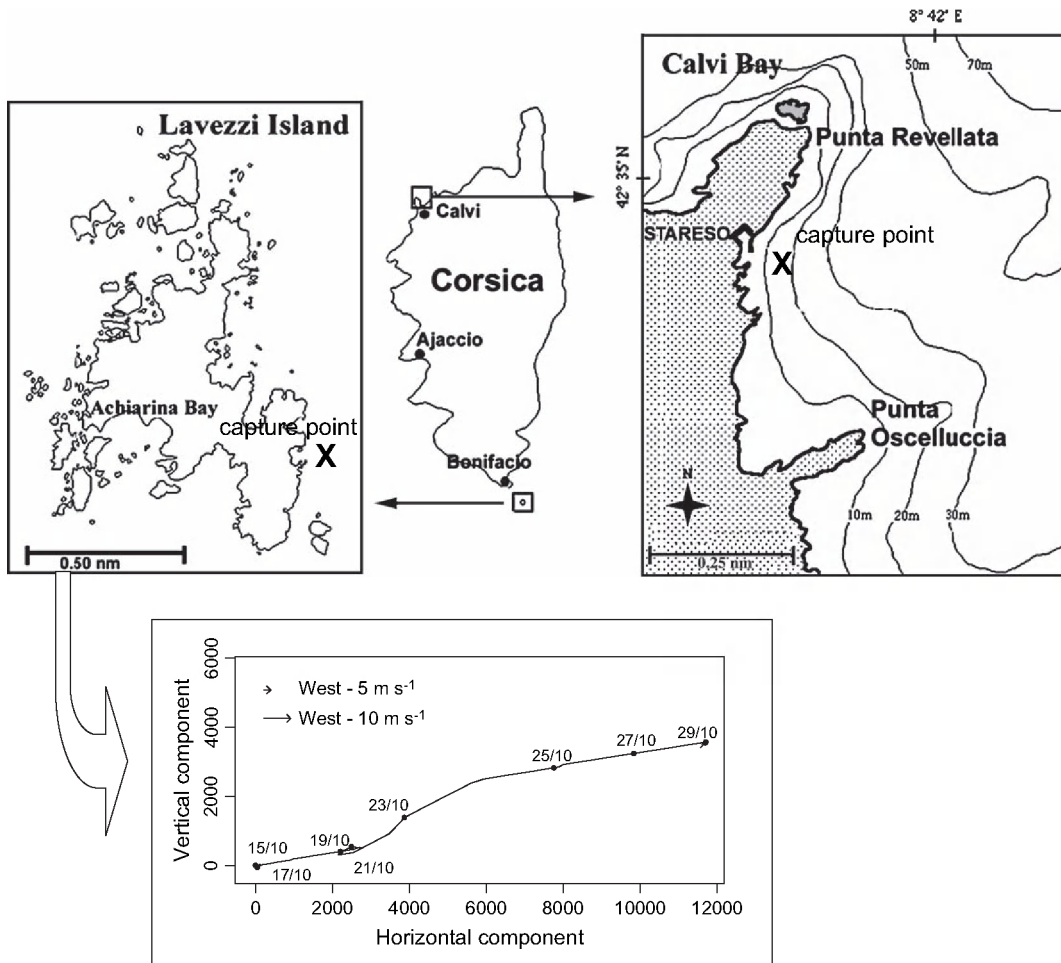 Lavezzi Island
Achiarina Bay
capture point
X
0.50 nm
Calvi
Corsica
Ajaccio
Bonifacio
8° 42' E
Calvi Bay
50m
70m
Punta Revellata
42° 35' N
STARESO
capture point
X
Punta
Oscelluccia
N
10m
20m
30m
0.25 nm
Vertical component
6000
4000
2000
0
West - 5 m s-1
West - 10 m s-1
15/10
17/10
19/10
21/10
23/10
25/10
27/10
29/10
0
2000
4000
6000
8000
10000
12000
Horizontal component